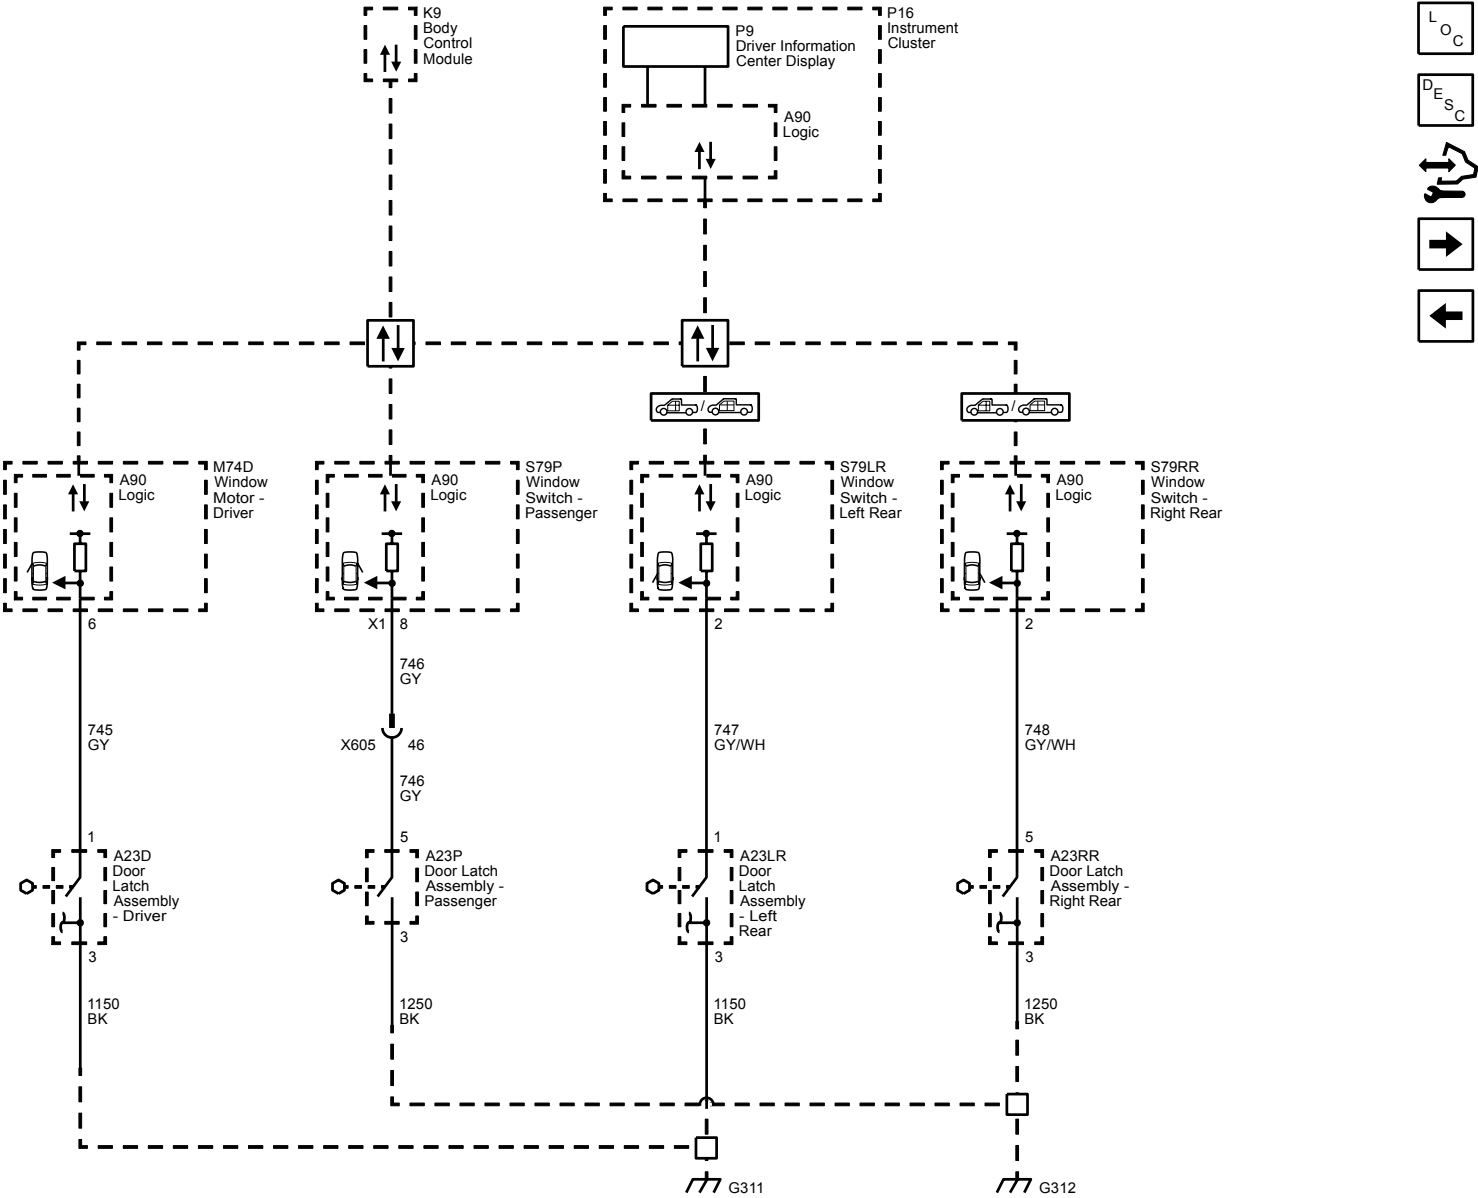 K9
Body
Control
Module
P16
Instrument
Cluster
P9
Driver Information
Center Display
A90
Logic
L
O
C
D
E
S
C
M74D
Window
Motor -
Driver
A90
Logic
S79P
Window
Switch -
Passenger
A90
Logic
S79LR
Window
Switch -
Left Rear
A90
Logic
S79RR
Window
Switch -
Right Rear
A90
Logic
/
/
6
X1
8
2
2
746
GY
745
GY
X605
46
747
GY/WH
748
GY/WH
746
GY
1
5
1
5
A23D
Door
Latch
Assembly
- Driver
A23P
Door Latch
Assembly -
Passenger
A23LR
Door
Latch
Assembly
- Left
Rear
A23RR
Door Latch
Assembly -
Right Rear
3
3
3
3
1150
BK
1250
BK
1150
BK
1250
BK
G311
G312